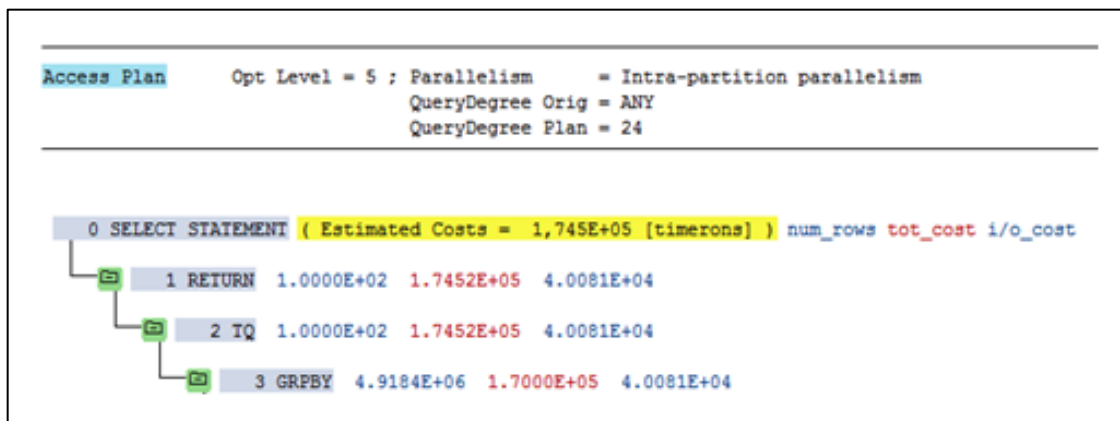 Access Plan Opt Level = 5 ; Parallelism = Intra-partition parallelism
QueryDegree Orig = ANY
QueryDegree Plan = 24
0 SELECT STATEMENT ( Estimated Costs = 1,745E+05 [timerons] ) num_rows tot_cost i/o_cost
1 RETURN 1.0000E+02 1.7452E+05 4.0081E+04
2 TQ 1.0000E+02 1.7452E+05 4.0081E+04
3 GRPBY 4.9184E+06 1.7000E+05 4.0081E+04